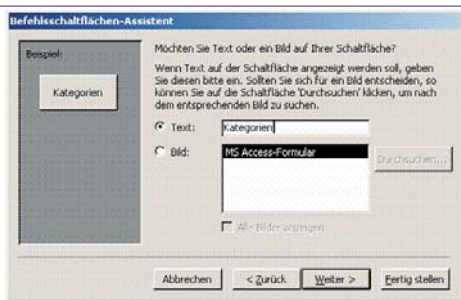 Befehlsschaltflächen-Assistent
Beispiel:
Kategorien
Möchten Sie Text oder ein Bild auf Ihrer Schaltfläche?
Wenn Text auf der Schaltfläche angezeigt werden soll, geben
Sie diesen bitte ein. Sollten Sie sich für ein Bild entscheiden, so
können Sie auf die Schaltfläche 'Durchsuchen' klicken, um nach
dem entsprechenden Bild zu suchen.
Text: Kategorien
Bild: MS Access-Formular
Durchsuchen...
Alle Bilder anzeigen
Abbrechen < Zurück Weiter > Fertig stellen